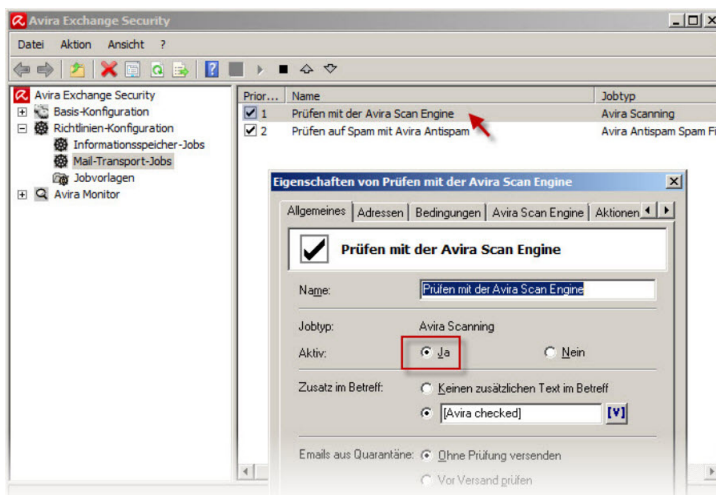 Avira Exchange Security
Datei Aktion Ansicht ?
Avira Exchange Security
Basis-Konfiguration
Richtlinien-Konfiguration
Informationsspeicher-Jobs
Mail-Transport-Jobs
Jobvorlagen
Avira Monitor
Prior... Name Jobtyp
1 Prüfen mit der Avira Scan Engine Avira Scanning
2 Prüfen auf Spam mit Avira Antispam Avira Antispam Spam Fi
Eigenschaften von Prüfen mit der Avira Scan Engine
Allgemeines Adressen Bedingungen Avira Scan Engine Aktionen
Prüfen mit der Avira Scan Engine
Name: Prüfen mit der Avira Scan Engine
Jobtyp: Avira Scanning
Aktiv: Ja Nein
Zusatz im Betreff: Keinen zusätzlichen Text im Betreff
[Avira checked] [V]
Emails aus Quarantäne: Ohne Prüfung versenden
Vor Versand prüfen